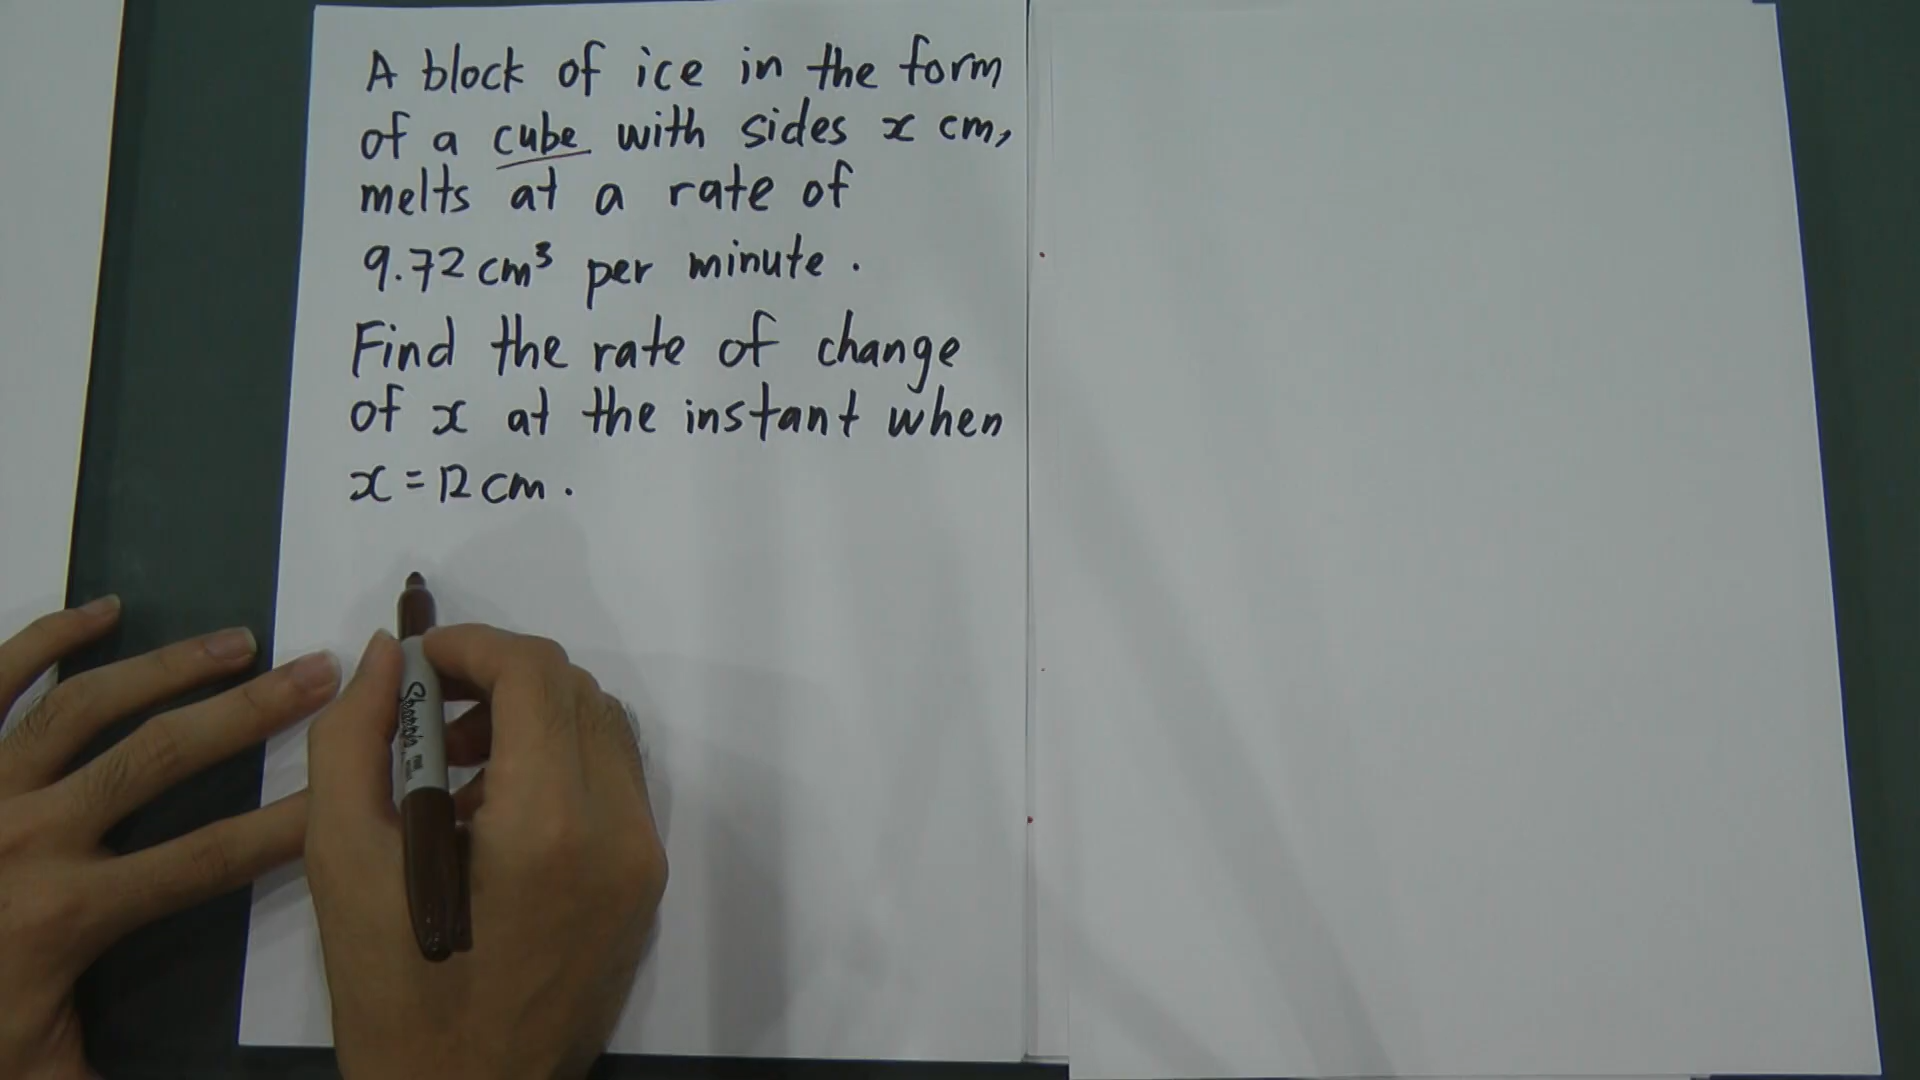 A block of ice in the form
of a cube with sides x cm,
melts at a rate of
9.72 cm³ per minute.
Find the rate of change
of x at the instant when
x = 12 cm.
Sharpie